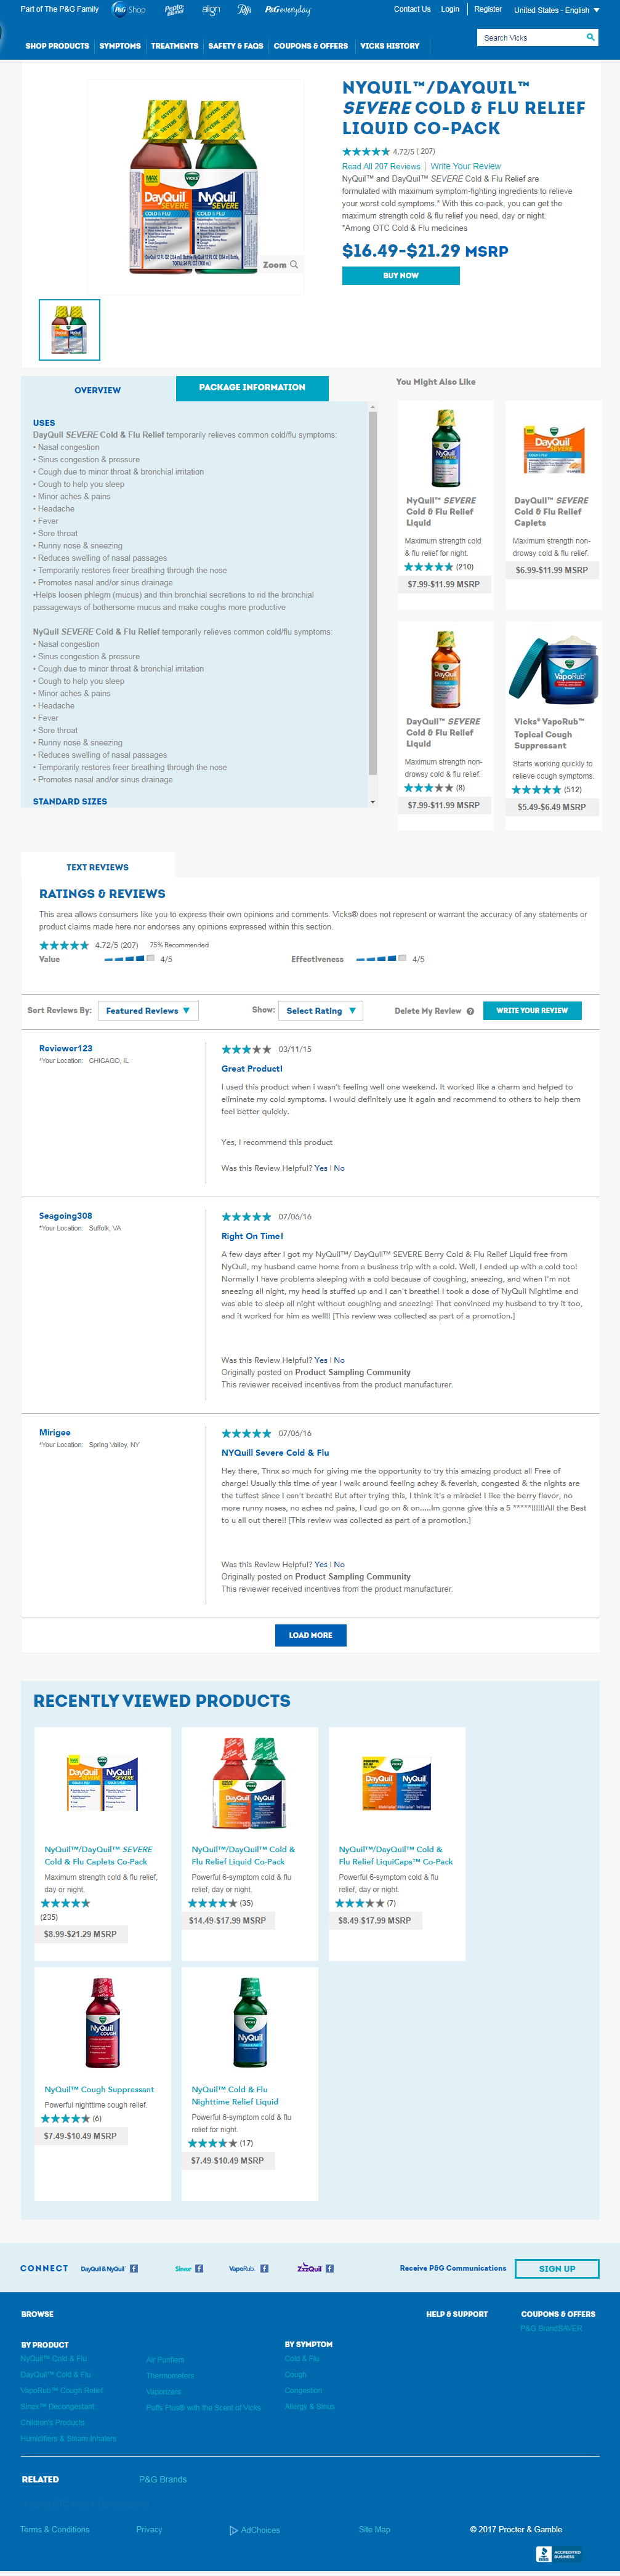 Part of The P&G Family P&G Shop Pepto Bismol align Puffs P&G everyday Contact Us Login Register United States - English
SHOP PRODUCTS SYMPTOMS TREATMENTS SAFETY & FAQS COUPONS & OFFERS VICKS HISTORY Search Vicks
NYQUIL™/DAYQUIL™
SEVERE COLD & FLU RELIEF
LIQUID CO-PACK
4.72/5 ( 207)
Read All 207 Reviews | Write Your Review
NyQuil™ and DayQuil™ SEVERE Cold & Flu Relief are
formulated with maximum symptom-fighting ingredients to relieve
your worst cold symptoms.* With this co-pack, you can get the
maximum strength cold & flu relief you need, day or night.
*Among OTC Cold & Flu medicines
$16.49-$21.29 MSRP
BUY NOW
VICKS
DayQuil SEVERE NyQuil SEVERE
COLD & FLU COLD & FLU
Zoom
OVERVIEW PACKAGE INFORMATION
USES
DayQuil SEVERE Cold & Flu Relief temporarily relieves common cold/flu symptoms:
• Nasal congestion
• Sinus congestion & pressure
• Cough due to minor throat & bronchial irritation
• Cough to help you sleep
• Minor aches & pains
• Headache
• Fever
• Sore throat
• Runny nose & sneezing
• Reduces swelling of nasal passages
• Temporarily restores freer breathing through the nose
• Promotes nasal and/or sinus drainage
•Helps loosen phlegm (mucus) and thin bronchial secretions to rid the bronchial
passageways of bothersome mucus and make coughs more productive
NyQuil SEVERE Cold & Flu Relief temporarily relieves common cold/flu symptoms:
• Nasal congestion
• Sinus congestion & pressure
• Cough due to minor throat & bronchial irritation
• Cough to help you sleep
• Minor aches & pains
• Headache
• Fever
• Sore throat
• Runny nose & sneezing
• Reduces swelling of nasal passages
• Temporarily restores freer breathing through the nose
• Promotes nasal and/or sinus drainage
STANDARD SIZES
You Might Also Like
NyQuil™ SEVERE
Cold & Flu Relief
Liquid
Maximum strength cold
& flu relief for night.
(210)
$7.99-$11.99 MSRP
DayQuil™ SEVERE
Cold & Flu Relief
Caplets
Maximum strength non-
drowsy cold & flu relief.
$6.99-$11.99 MSRP
DayQuil™ SEVERE
Cold & Flu Relief
Liquid
Maximum strength non-
drowsy cold & flu relief.
(8)
$7.99-$11.99 MSRP
VapoRub
Vicks® VapoRub™
Topical Cough
Suppressant
Starts working quickly to
relieve cough symptoms.
(512)
$5.49-$6.49 MSRP
TEXT REVIEWS
RATINGS & REVIEWS
This area allows consumers like you to express their own opinions and comments. Vicks® does not represent or warrant the accuracy of any statements or
product claims made here nor endorses any opinions expressed within this section.
4.72/5 (207) 75% Recommended
Value 4/5 Effectiveness 4/5
Sort Reviews By: Featured Reviews ▼ Show: Select Rating ▼ Delete My Review ? WRITE YOUR REVIEW
Reviewer123
*Your Location: CHICAGO, IL
03/11/15
Great Product!
I used this product when i wasn't feeling well one weekend. It worked like a charm and helped to
eliminate my cold symptoms. I would definitely use it again and recommend to others to help them
feel better quickly.
Yes, I recommend this product
Was this Review Helpful? Yes | No
Seagoing308
*Your Location: Suffolk, VA
07/06/16
Right On Time!
A few days after I got my NyQuil™/ DayQuil™ SEVERE Berry Cold & Flu Relief Liquid free from
NyQuil, my husband came home from a business trip with a cold. Well, I ended up with a cold too!
Normally I have problems sleeping with a cold because of coughing, sneezing, and when I'm not
sneezing all night, my head is stuffed up and I can't breathe! I took a dose of NyQuil Nightime and
was able to sleep all night without coughing and sneezing! That convinced my husband to try it too,
and it worked for him as well!! [This review was collected as part of a promotion.]
Was this Review Helpful? Yes | No
Originally posted on Product Sampling Community
This reviewer received incentives from the product manufacturer.
Mirigee
*Your Location: Spring Valley, NY
07/06/16
NYQuill Severe Cold & Flu
Hey there, Thnx so much for giving me the opportunity to try this amazing product all Free of
charge! Usually this time of year I walk around feeling achey & feverish, congested & the nights are
the tuffest since I can't breath! But after trying this, I think It's a miracle! I like the berry flavor, no
more runny noses, no aches nd pains, I cud go on & on.....Im gonna give this a 5 *****!!!!!!All the Best
to u all out there!! [This review was collected as part of a promotion.]
Was this Review Helpful? Yes | No
Originally posted on Product Sampling Community
This reviewer received incentives from the product manufacturer.
LOAD MORE
RECENTLY VIEWED PRODUCTS
NyQuil™/DayQuil™ SEVERE
Cold & Flu Caplets Co-Pack
Maximum strength cold & flu relief,
day or night.
(235)
$8.99-$21.29 MSRP
NyQuil™/DayQuil™ Cold &
Flu Relief Liquid Co-Pack
Powerful 6-symptom cold & flu
relief, day or night.
(35)
$14.49-$17.99 MSRP
NyQuil™/DayQuil™ Cold &
Flu Relief LiquiCaps™ Co-Pack
Powerful 6-symptom cold & flu
relief, day or night.
(7)
$8.49-$17.99 MSRP
NyQuil™ Cough Suppressant
Powerful nighttime cough relief.
(6)
$7.49-$10.49 MSRP
NyQuil™ Cold & Flu
Nighttime Relief Liquid
Powerful 6-symptom cold & flu
relief for night.
(17)
$7.49-$10.49 MSRP
CONNECT DayQuil & NyQuil Sinex VapoRub ZzzQuil Receive P&G Communications SIGN UP
BROWSE HELP & SUPPORT COUPONS & OFFERS
P&G BrandSAVER
BY PRODUCT BY SYMPTOM
NyQuil™ Cold & Flu Air Purifiers Cold & Flu
DayQuil™ Cold & Flu Thermometers Cough
VapoRub™ Cough Relief Vaporizers Congestion
Sinex™ Decongestant Puffs Plus® with the Scent of Vicks Allergy & Sinus
Children's Products
Humidifiers & Steam Inhalers
RELATED P&G Brands
Terms & Conditions Privacy AdChoices Site Map © 2017 Procter & Gamble
BBB ACCREDITED
BUSINESS